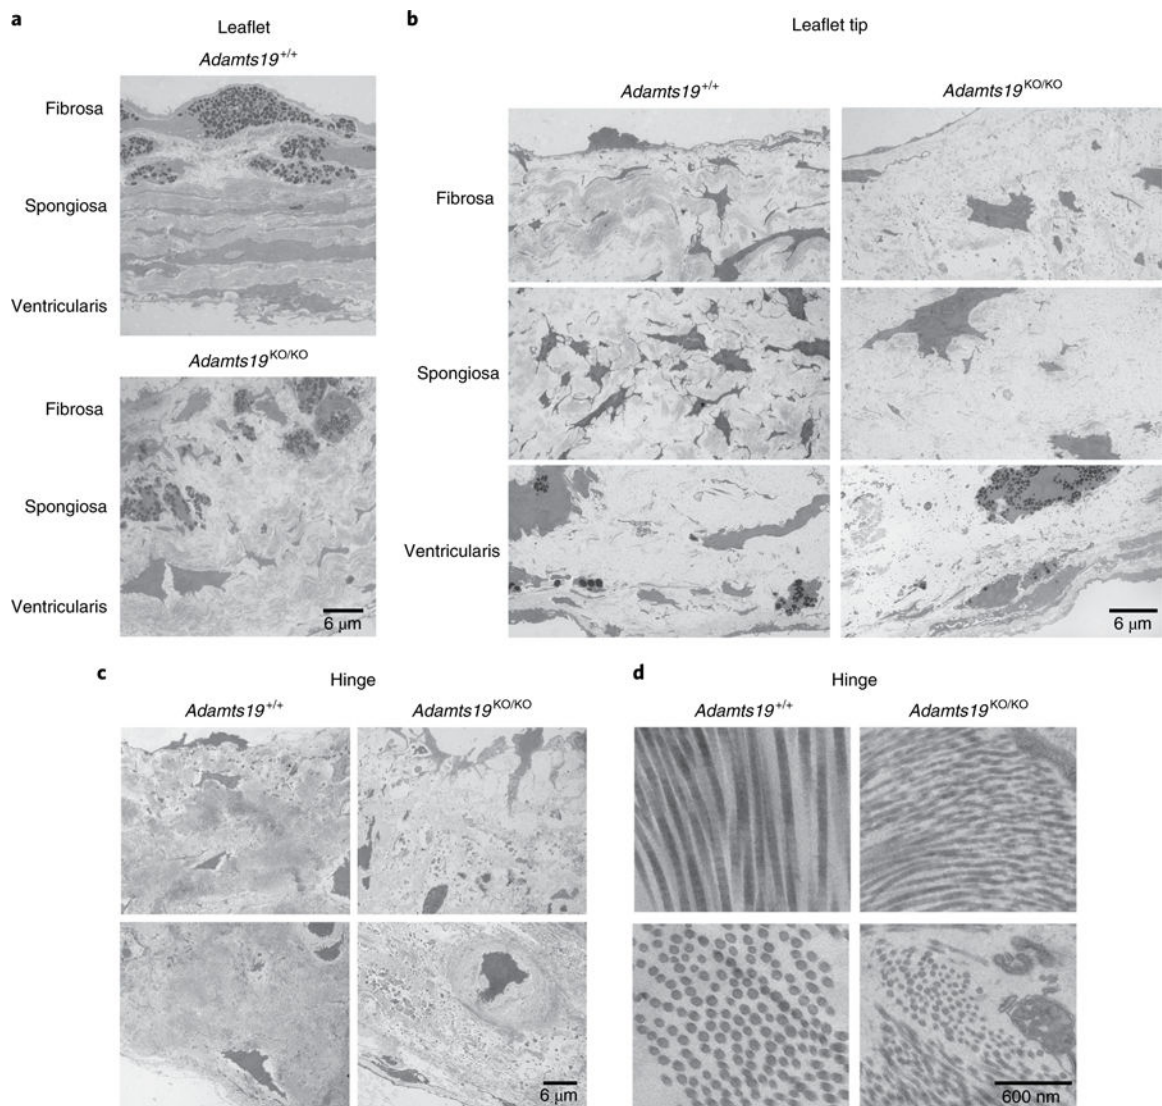 a
Leaflet
Adamts19+/+
Fibrosa
Spongiosa
Ventricularis
Adamts19KO/KO
Fibrosa
Spongiosa
Ventricularis
6 μm
b
Leaflet tip
Adamts19+/+
Adamts19KO/KO
Fibrosa
Spongiosa
Ventricularis
6 μm
c
Hinge
Adamts19+/+
Adamts19KO/KO
6 μm
d
Hinge
Adamts19+/+
Adamts19KO/KO
600 nm